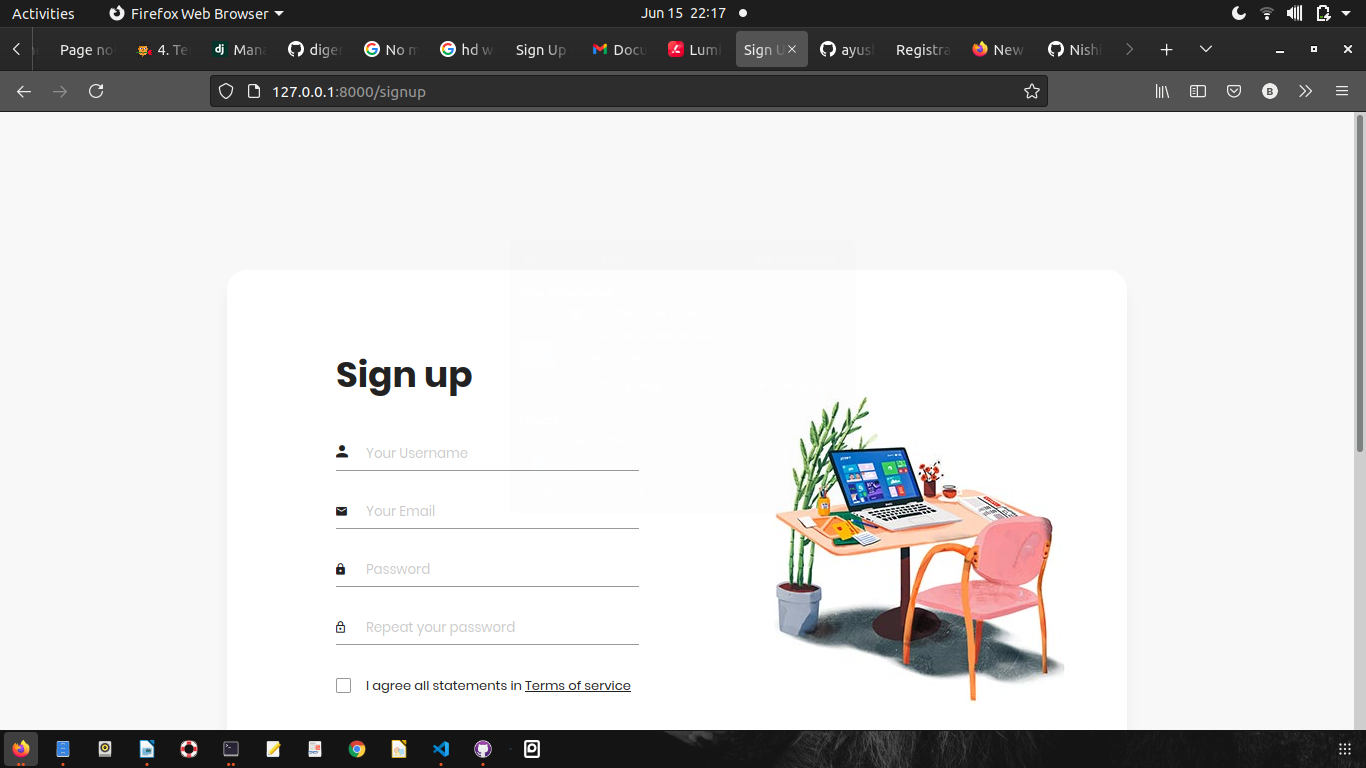 Activities
Firefox Web Browser
Jun 15 22:17
Page no
4. Te
dj
Mana
diger
No m
hd w
Sign Up
Docu
Lumi
Sign U
ayus
Registra
New
Nishi
127.0.0.1:8000/signup
B
Sign up
Your Username
Your Email
Password
Repeat your password
I agree all statements in Terms of service